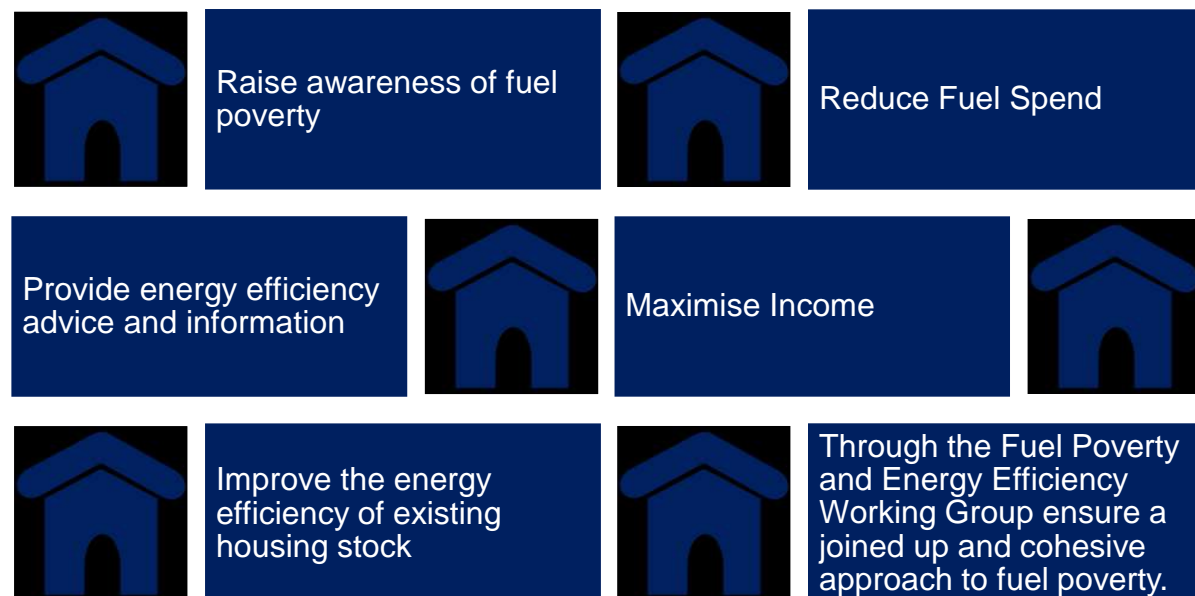 Raise awareness of fuel
poverty
Reduce Fuel Spend
Provide energy efficiency
advice and information
Maximise Income
Improve the energy
efficiency of existing
housing stock
Through the Fuel Poverty
and Energy Efficiency
Working Group ensure a
joined up and cohesive
approach to fuel poverty.